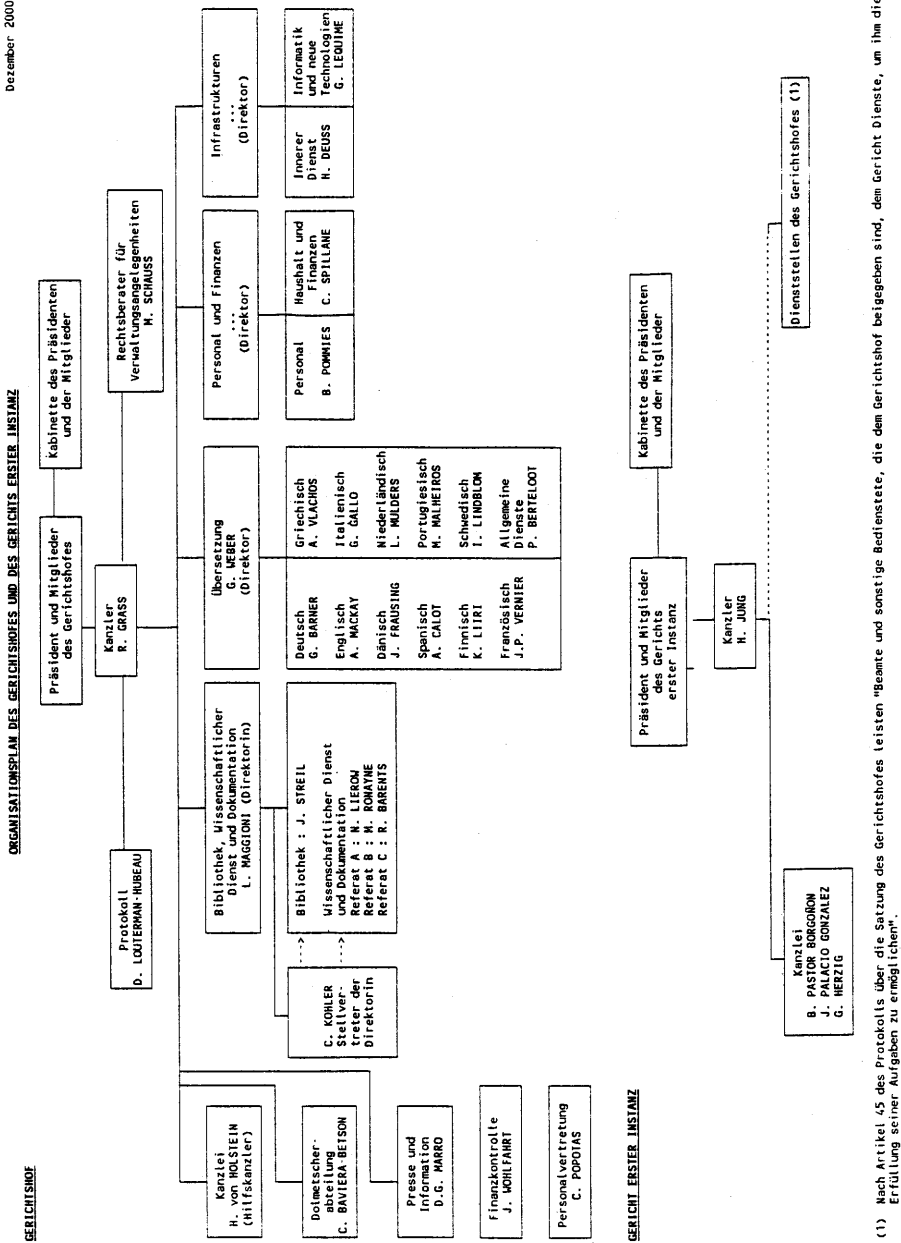 Dezember 2000
ORGANISATIONSPLAN DES GERICHTSHOFES UND DES GERICHTS ERSTER INSTANZ
GERICHTSHOF
Präsident und Mitglieder
des Gerichtshofes
Kabinette des Präsidenten
und der Mitglieder
Kanzler
R. GRASS
Protokoll
D. LOUTERMAN-HUBEAU
Rechtsberater für
Verwaltungsangelegenheiten
M. SCHAUSS
Kanzlei
H. von HOLSTEIN
(Hilfskanzler)
Dolmetscher-
abteilung
C. BAVIERA-BETSON
Presse und
Information
D.G. MARRO
Finanzkontrolle
J. WOHLFAHRT
Personalvertretung
C. POPOTAS
Bibliothek, Wissenschaftlicher
Dienst und Dokumentation
L. MAGGIONI (Direktorin)
C. KOHLER
Stellver-
treter der
Direktorin
Bibliothek : J. STREIL
Wissenschaftlicher Dienst
und Dokumentation
Referat A : N. LIEROW
Referat B : M. RONAYNE
Referat C : R. BARENTS
Übersetzung
G. WEBER
(Direktor)
Deutsch
G. BARNER
Englisch
A. MACKAY
Dänisch
J. FRAUSING
Spanisch
A. CALOT
Finnisch
K. LIIRI
Französisch
J.P. VERNIER
Griechisch
A. VLACHOS
Italienisch
G. GALLO
Niederländisch
L. MULDERS
Portugiesisch
M. MALHEIROS
Schwedisch
I. LINDBLOM
Allgemeine
Dienste
P. BERTELOOT
Personal und Finanzen
...
(Direktor)
Personal
B. POMMIES
Haushalt und
Finanzen
C. SPILLANE
Infrastrukturen
...
(Direktor)
Innerer
Dienst
H. DEUSS
Informatik
und neue
Technologien
G. LEQUIME
GERICHT ERSTER INSTANZ
Präsident und Mitglieder
des Gerichts
erster Instanz
Kabinette des Präsidenten
und der Mitglieder
Kanzler
H. JUNG
Kanzlei
B. PASTOR BORGOÑON
J. PALACIO GONZALEZ
G. HERZIG
Dienststellen des Gerichtshofes (1)
(1) Nach Artikel 45 des Protokolls über die Satzung des Gerichtshofes leisten "Beamte und sonstige Bedienstete, die dem Gerichtshof beigegeben sind, dem Gericht Dienste, um ihm die
Erfüllung seiner Aufgaben zu ermöglichen".